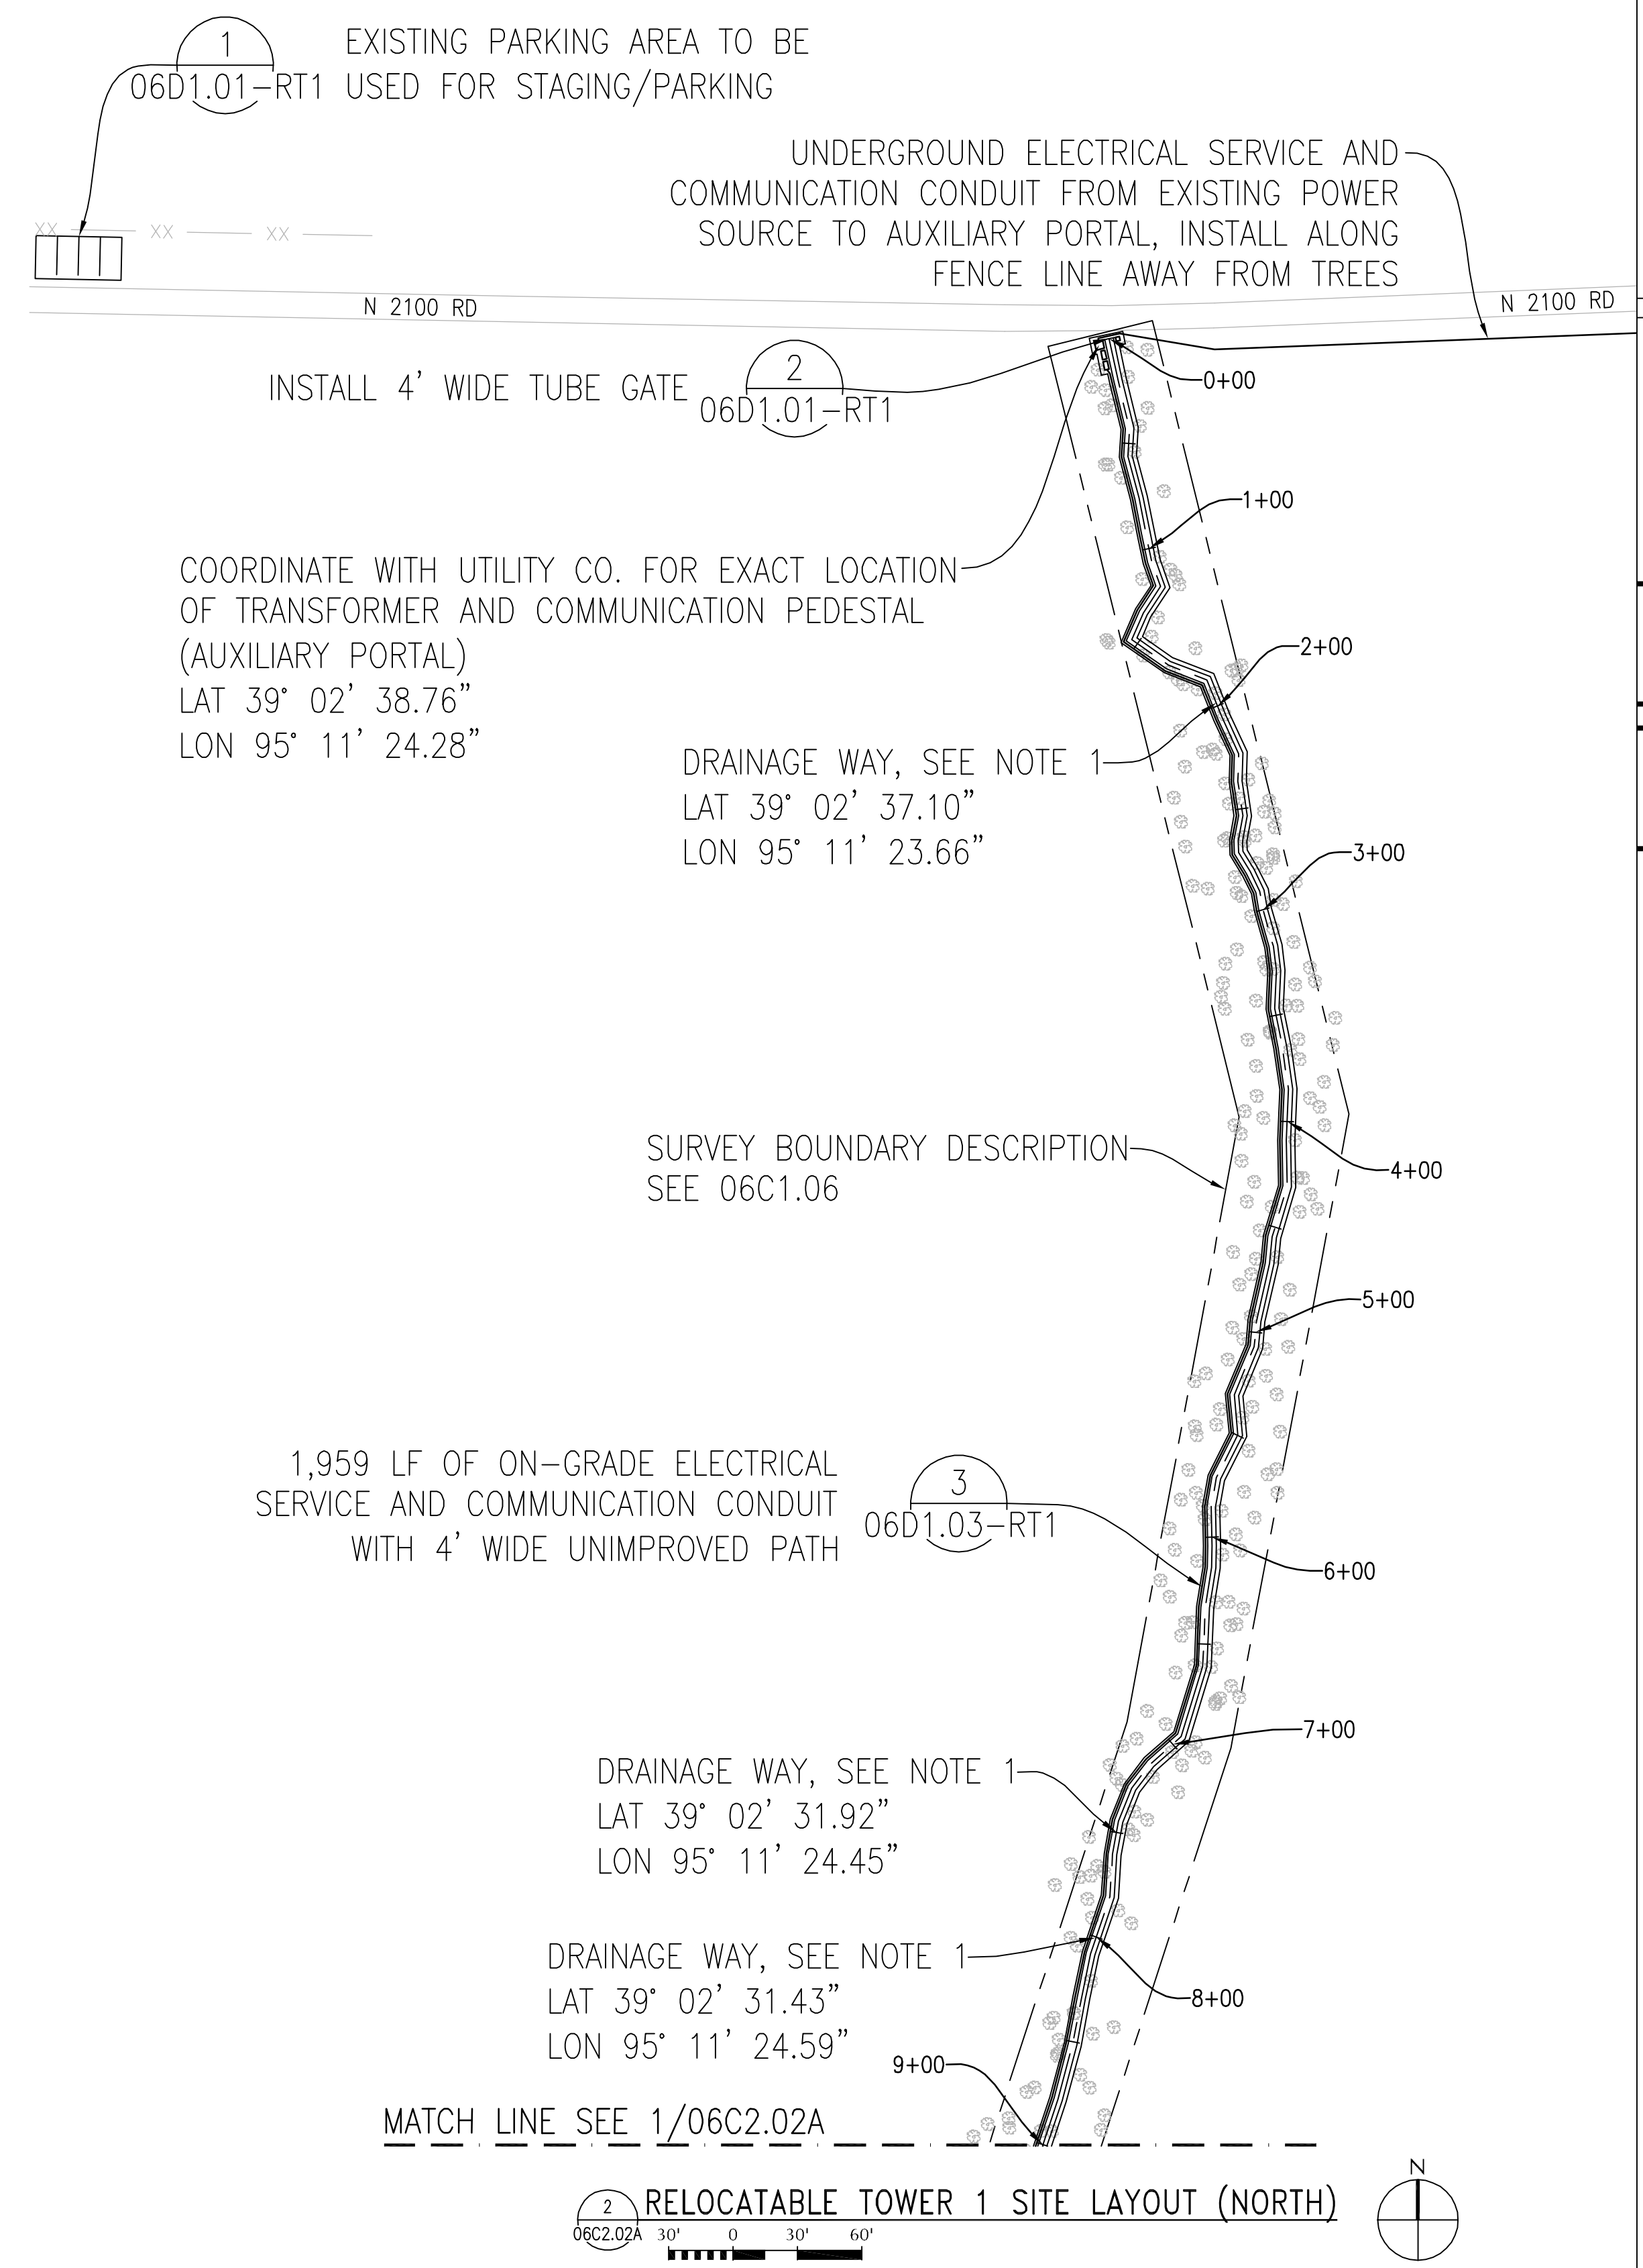 1
06D1.01-RT1
EXISTING PARKING AREA TO BE
USED FOR STAGING/PARKING
UNDERGROUND ELECTRICAL SERVICE AND
COMMUNICATION CONDUIT FROM EXISTING POWER
SOURCE TO AUXILIARY PORTAL, INSTALL ALONG
FENCE LINE AWAY FROM TREES
XX XX XX
N 2100 RD
N 2100 RD
INSTALL 4' WIDE TUBE GATE
2
06D1.01-RT1
0+00
1+00
COORDINATE WITH UTILITY CO. FOR EXACT LOCATION
OF TRANSFORMER AND COMMUNICATION PEDESTAL
(AUXILIARY PORTAL)
LAT 39° 02' 38.76"
LON 95° 11' 24.28"
2+00
DRAINAGE WAY, SEE NOTE 1
LAT 39° 02' 37.10"
LON 95° 11' 23.66"
3+00
SURVEY BOUNDARY DESCRIPTION
SEE 06C1.06
4+00
5+00
1,959 LF OF ON-GRADE ELECTRICAL
SERVICE AND COMMUNICATION CONDUIT
WITH 4' WIDE UNIMPROVED PATH
3
06D1.03-RT1
6+00
7+00
DRAINAGE WAY, SEE NOTE 1
LAT 39° 02' 31.92"
LON 95° 11' 24.45"
DRAINAGE WAY, SEE NOTE 1
LAT 39° 02' 31.43"
LON 95° 11' 24.59"
8+00
9+00
MATCH LINE SEE 1/06C2.02A
2
06C2.02A
RELOCATABLE TOWER 1 SITE LAYOUT (NORTH)
30' 0 30' 60'
N